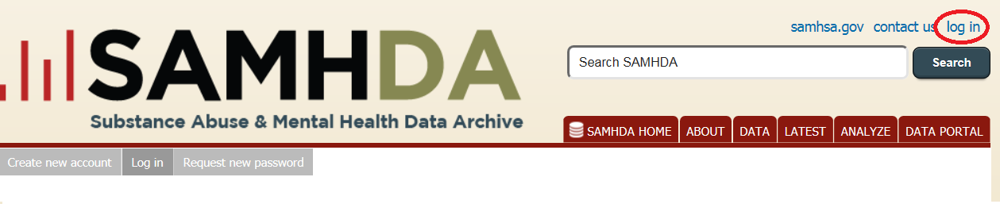 samhsa.gov contact us log in
SAMHDA
Search SAMHDA
Search
Substance Abuse & Mental Health Data Archive
SAMHDA HOME ABOUT DATA LATEST ANALYZE DATA PORTAL
Create new account Log in Request new password